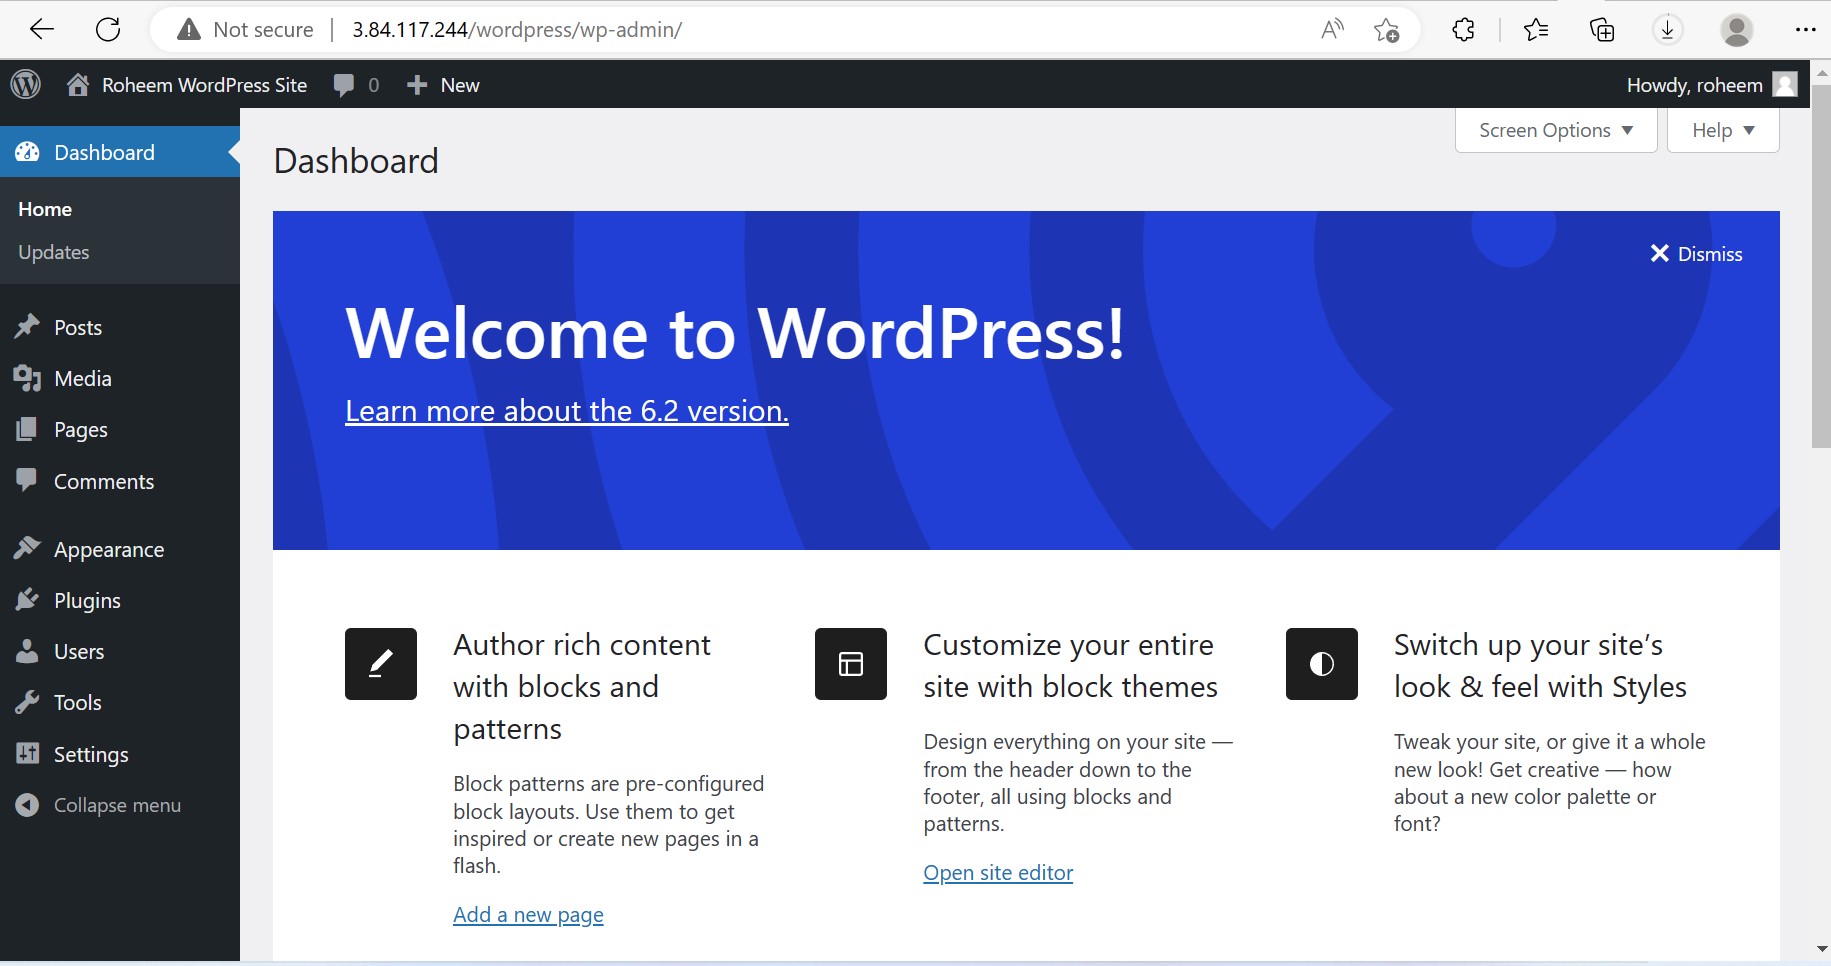 Not secure 3.84.117.244/wordpress/wp-admin/
Roheem WordPress Site 0 New Howdy, roheem
Screen Options Help
Dashboard
Home
Updates
Posts
Media
Pages
Comments
Appearance
Plugins
Users
Tools
Settings
Collapse menu
Dashboard
Dismiss
Welcome to WordPress!
Learn more about the 6.2 version.
Author rich content
with blocks and
patterns
Block patterns are pre-configured
block layouts. Use them to get
inspired or create new pages in a
flash.
Add a new page
Customize your entire
site with block themes
Design everything on your site —
from the header down to the
footer, all using blocks and
patterns.
Open site editor
Switch up your site’s
look & feel with Styles
Tweak your site, or give it a whole
new look! Get creative — how
about a new color palette or
font?